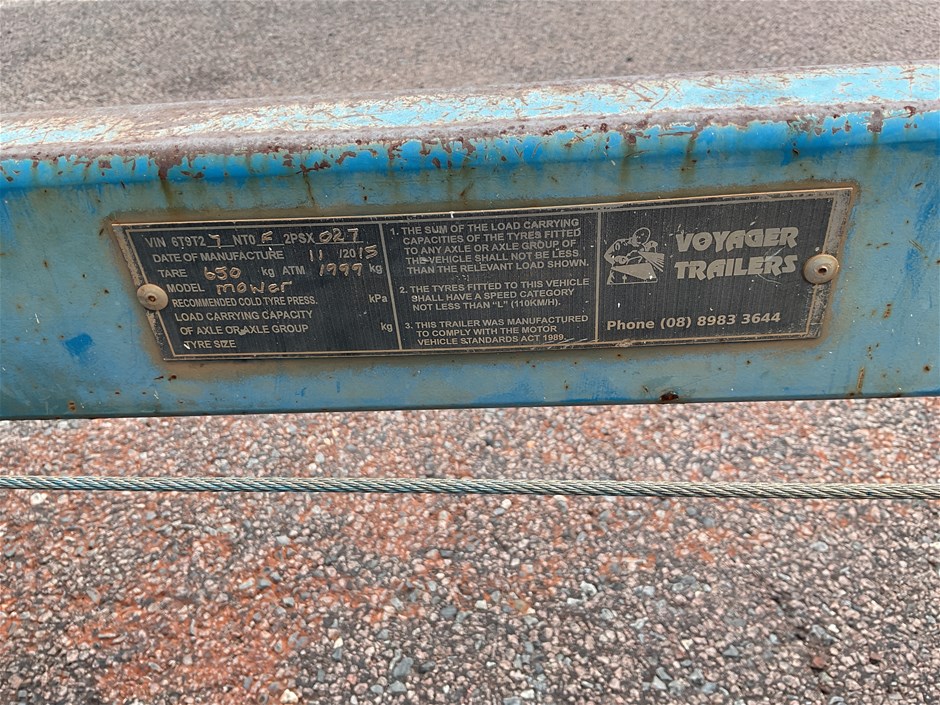 VIN 6T9T2 7 NT0 F 2PSX 027
DATE OF MANUFACTURE 11 / 2015
TARE 650 kg ATM 1999 kg
MODEL mower
RECOMMENDED COLD TYRE PRESS. kPa
LOAD CARRYING CAPACITY
OF AXLE OR AXLE GROUP kg
TYRE SIZE
1. THE SUM OF THE LOAD CARRYING
CAPACITIES OF THE TYRES FITTED
TO ANY AXLE OR AXLE GROUP OF
THE VEHICLE SHALL NOT BE LESS
THAN THE RELEVANT LOAD SHOWN.
2. THE TYRES FITTED TO THIS VEHICLE
SHALL HAVE A SPEED CATEGORY
NOT LESS THAN "L" (110KM/H).
3. THIS TRAILER WAS MANUFACTURED
TO COMPLY WITH THE MOTOR
VEHICLE STANDARDS ACT 1989.
VOYAGER
TRAILERS
Phone (08) 8983 3644